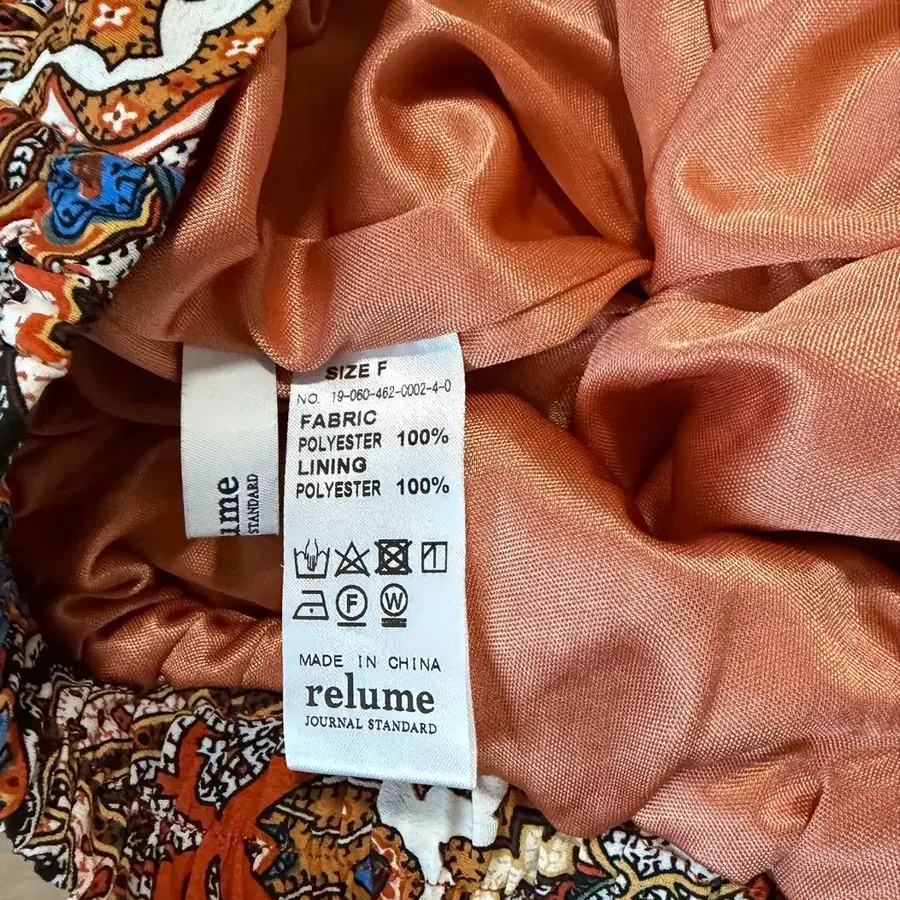 SIZE F
NO. 19-060-462-0002-4-0
FABRIC
POLYESTER 100%
LINING
POLYESTER 100%
F W
MADE IN CHINA
relume
JOURNAL STANDARD
ume
STANDARD